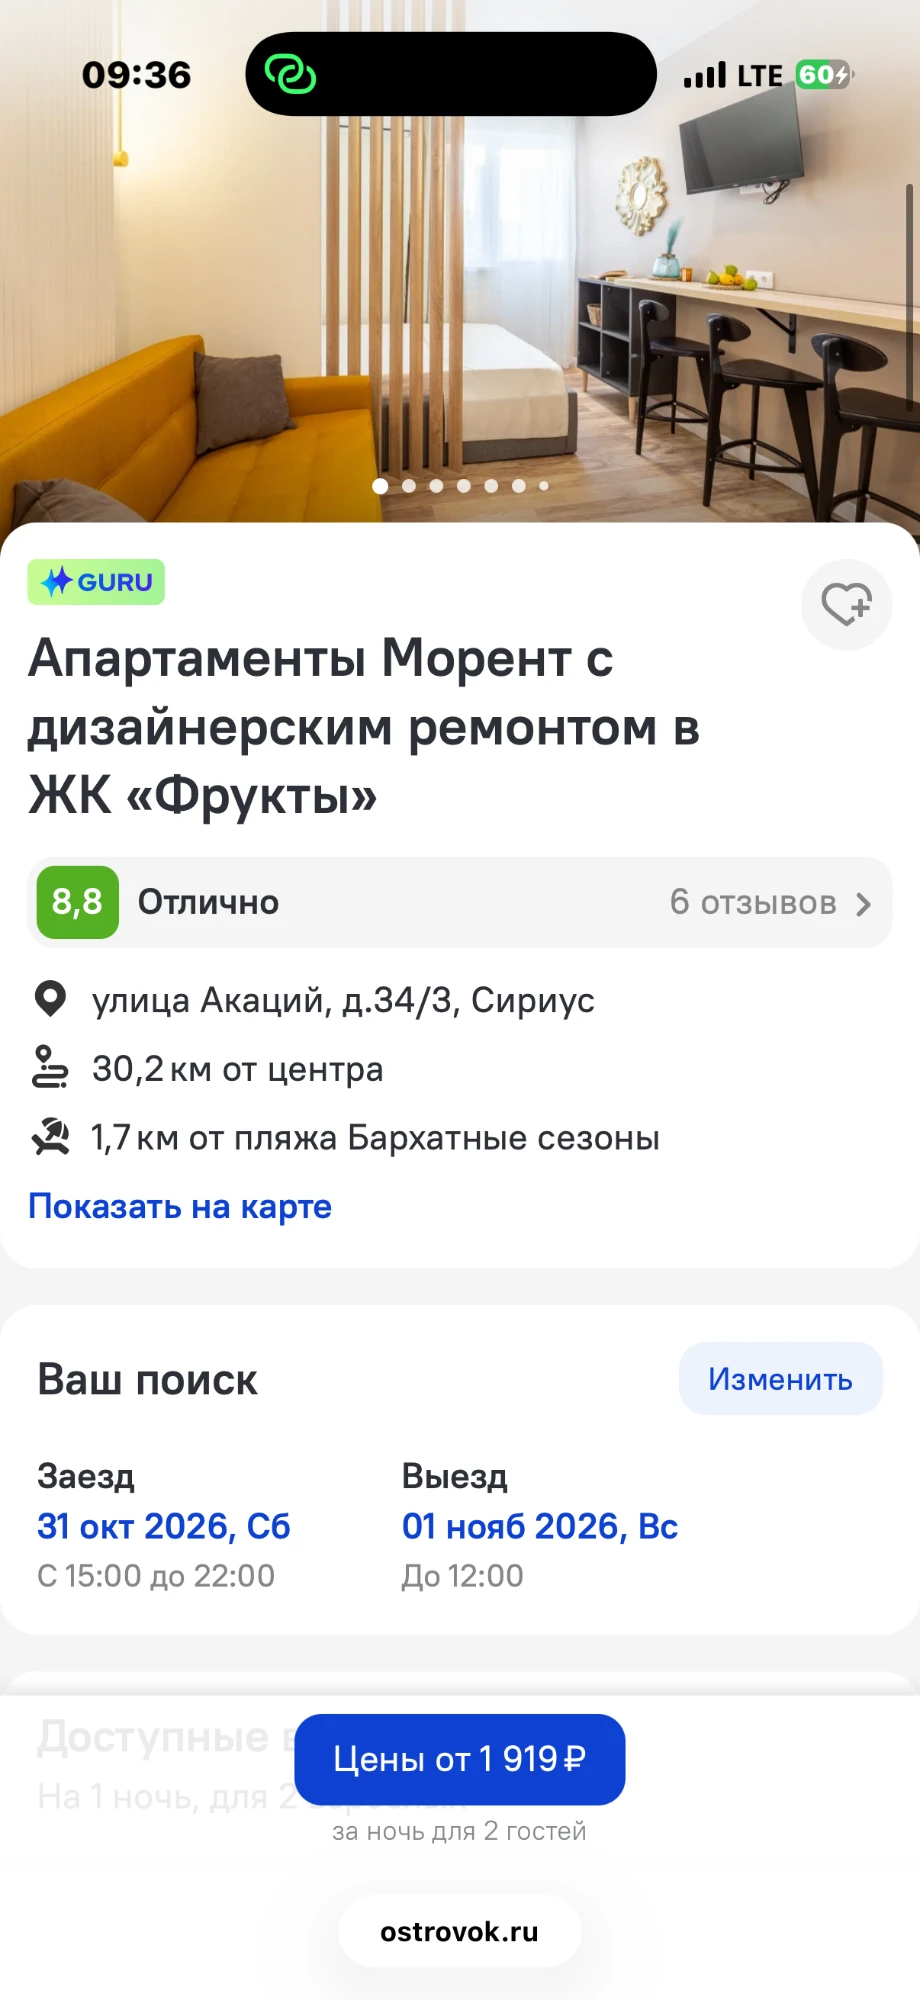 09:36
LTE 60
GURU
Апартаменты Морент с
дизайнерским ремонтом в
ЖК «Фрукты»
8,8 Отлично 6 отзывов
улица Акаций, д.34/3, Сириус
30,2 км от центра
1,7 км от пляжа Бархатные сезоны
Показать на карте
Ваш поиск Изменить
Заезд Выезд
31 окт 2026, Сб 01 нояб 2026, Вс
С 15:00 до 22:00 До 12:00
Доступные
Цены от 1 919 ₽
На 1 ночь, для 2
за ночь для 2 гостей
ostrovok.ru